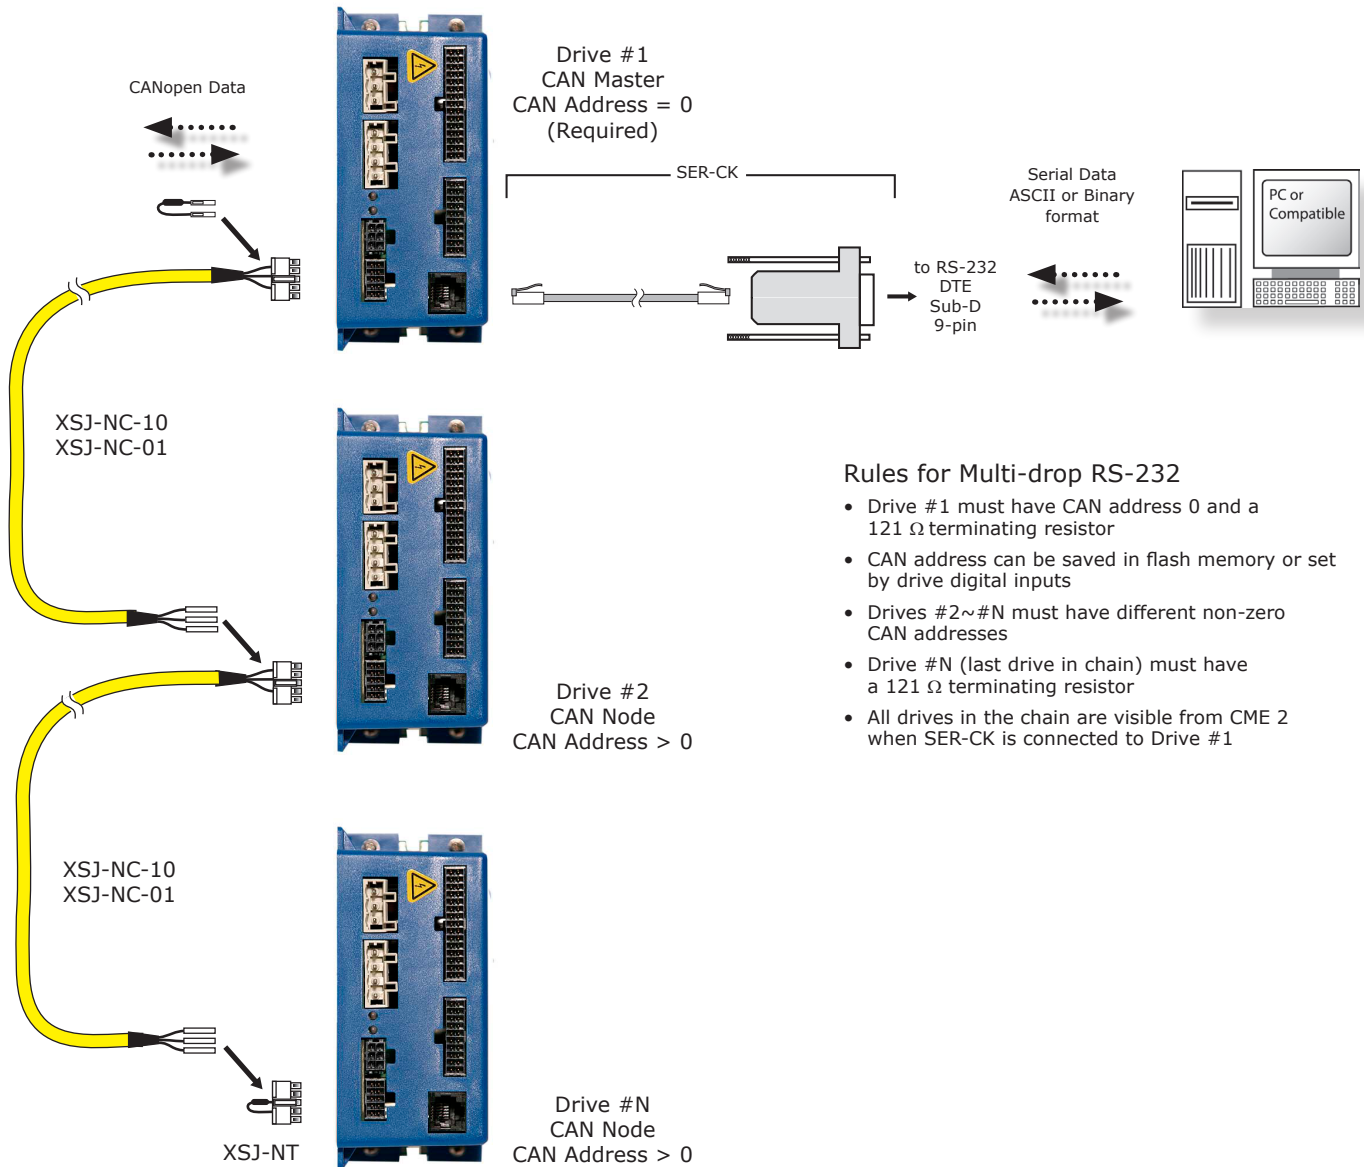 CANopen Data
Drive #1
CAN Master
CAN Address = 0
(Required)
SER-CK
Serial Data
ASCII or Binary
format
PC or
Compatible
to RS-232
DTE
Sub-D
9-pin
XSJ-NC-10
XSJ-NC-01
Rules for Multi-drop RS-232
• Drive #1 must have CAN address 0 and a
121 Ω terminating resistor
• CAN address can be saved in flash memory or set
by drive digital inputs
• Drives #2~#N must have different non-zero
CAN addresses
• Drive #N (last drive in chain) must have
a 121 Ω terminating resistor
• All drives in the chain are visible from CME 2
when SER-CK is connected to Drive #1
Drive #2
CAN Node
CAN Address > 0
XSJ-NC-10
XSJ-NC-01
XSJ-NT
Drive #N
CAN Node
CAN Address > 0